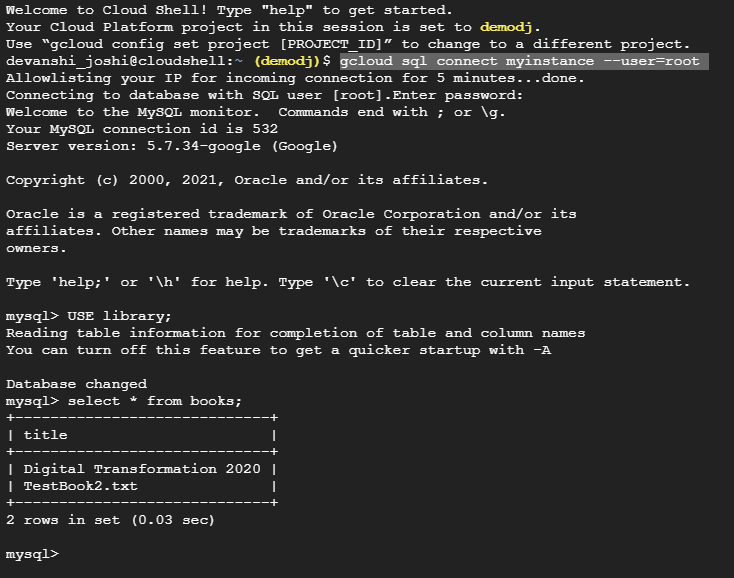 Welcome to Cloud Shell! Type "help" to get started.
Your Cloud Platform project in this session is set to demodj.
Use “gcloud config set project [PROJECT_ID]” to change to a different project.
devanshi_joshi@cloudshell:~ (demodj)$ gcloud sql connect myinstance --user=root
Allowlisting your IP for incoming connection for 5 minutes...done.
Connecting to database with SQL user [root].Enter password:
Welcome to the MySQL monitor.  Commands end with ; or \g.
Your MySQL connection id is 532
Server version: 5.7.34-google (Google)

Copyright (c) 2000, 2021, Oracle and/or its affiliates.

Oracle is a registered trademark of Oracle Corporation and/or its
affiliates. Other names may be trademarks of their respective
owners.

Type 'help;' or '\h' for help. Type '\c' to clear the current input statement.

mysql> USE library;
Reading table information for completion of table and column names
You can turn off this feature to get a quicker startup with -A

Database changed
mysql> select * from books;
+-----------------------------+
| title                       |
+-----------------------------+
| Digital Transformation 2020 |
| TestBook2.txt               |
+-----------------------------+
2 rows in set (0.03 sec)

mysql>